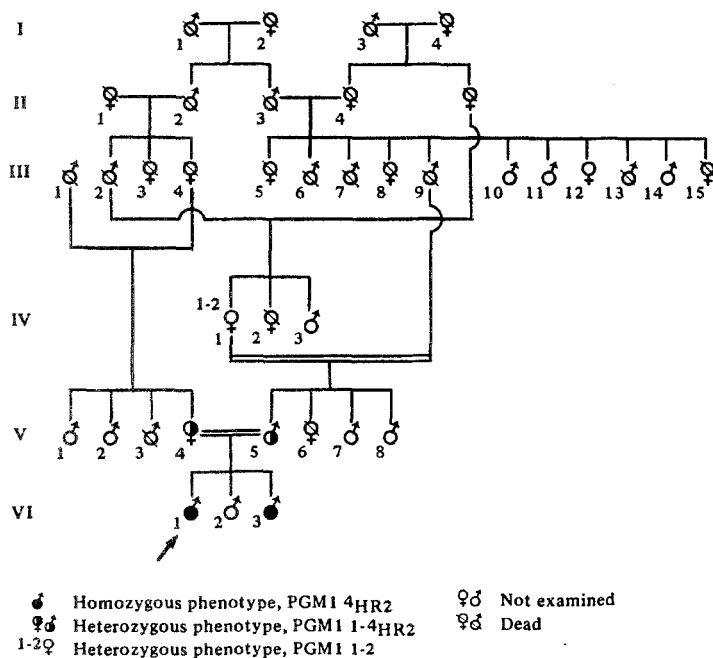 I
1 2 3 4
II
1 2 3 4
III
1 2 3 4 5 6 7 8 9 10 11 12 13 14 15
1-2
IV
1 2 3
V
1 2 3 4 5 6 7 8
VI
1 2 3
Homozygous phenotype, PGM1 4HR2
Heterozygous phenotype, PGM1 1-4HR2
1-2♀ Heterozygous phenotype, PGM1 1-2
♀♂ Not examined
Dead